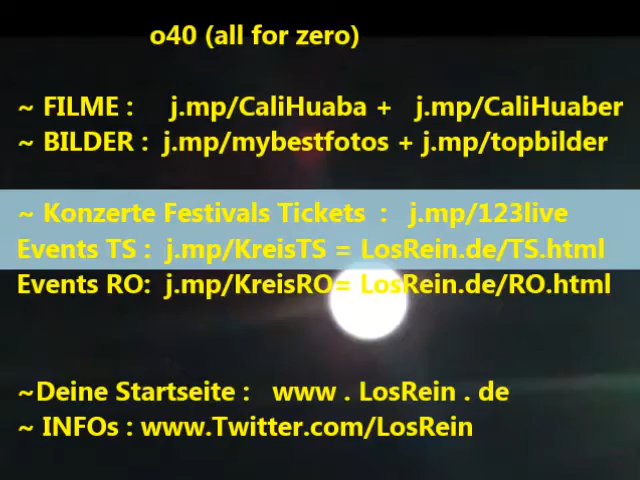 o40 (all for zero)
~ FILME : j.mp/CaliHuaba + j.mp/CaliHuaber
~ BILDER : j.mp/mybestfotos + j.mp/topbilder
~ Konzerte Festivals Tickets : j.mp/123live
Events TS : j.mp/KreisTS = LosRein.de/TS.html
Events RO: j.mp/KreisRO= LosRein.de/RO.html
~Deine Startseite : www . LosRein . de
~ INFOs : www.Twitter.com/LosRein